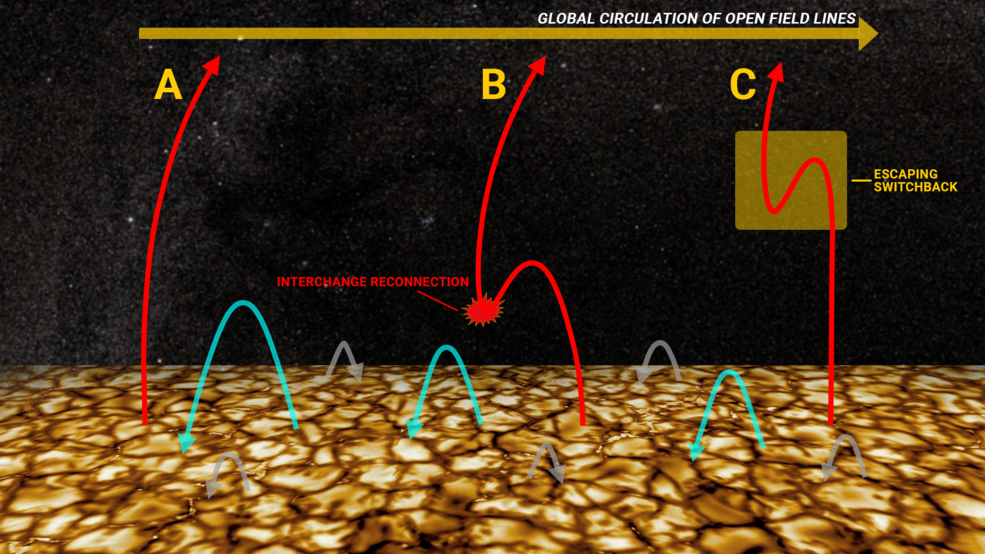 GLOBAL CIRCULATION OF OPEN FIELD LINES
A
B
C
ESCAPING
SWITCHBACK
INTERCHANGE RECONNECTION